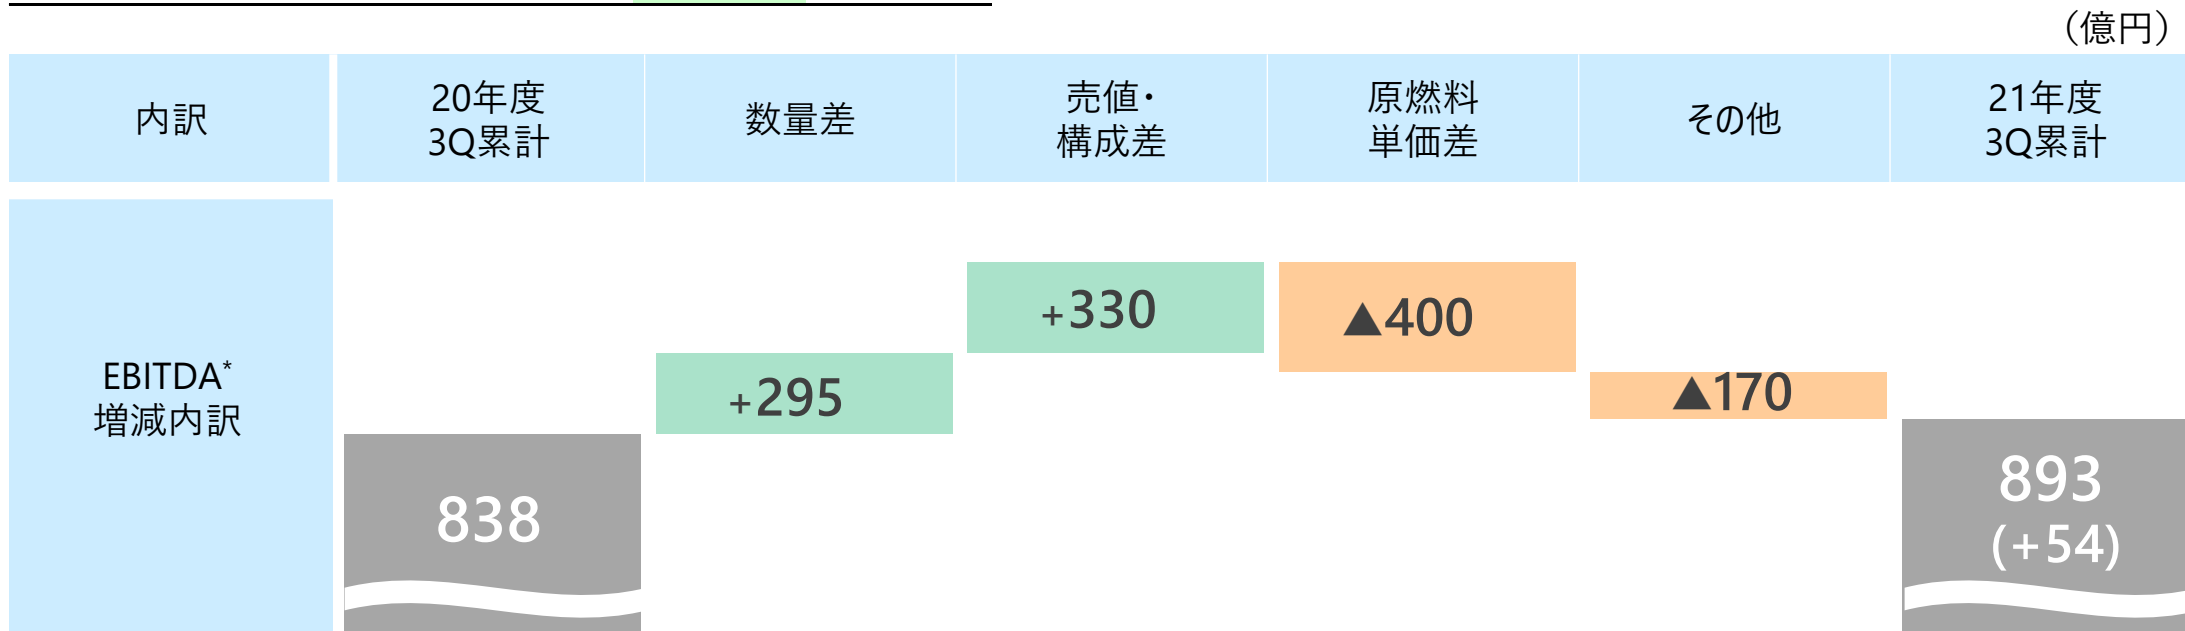 （億円）
内訳
20年度
3Q累計
数量差
売値・
構成差
原燃料
単価差
その他
21年度
3Q累計
EBITDA*
増減内訳
838
+295
+330
▲400
▲170
893
(+54)